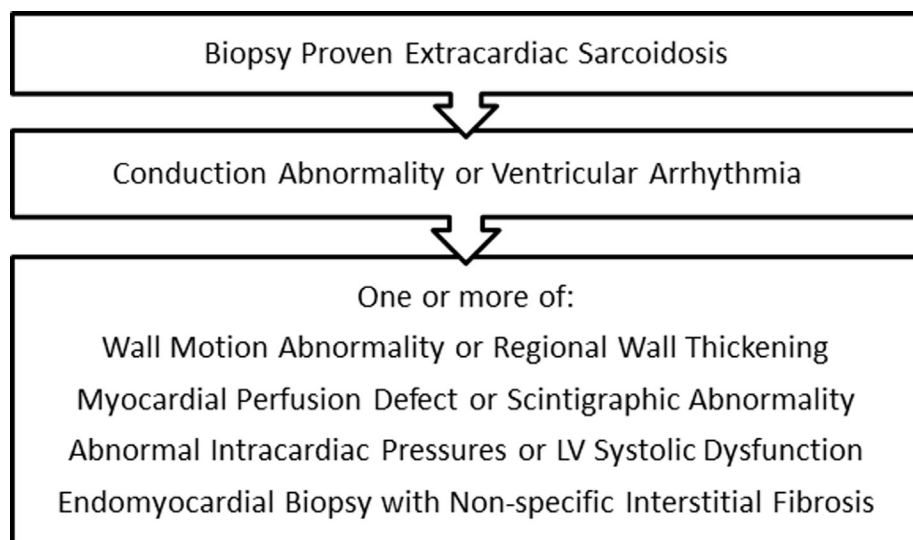 Biopsy Proven Extracardiac Sarcoidosis
Conduction Abnormality or Ventricular Arrhythmia
One or more of:
Wall Motion Abnormality or Regional Wall Thickening
Myocardial Perfusion Defect or Scintigraphic Abnormality
Abnormal Intracardiac Pressures or LV Systolic Dysfunction
Endomyocardial Biopsy with Non-specific Interstitial Fibrosis